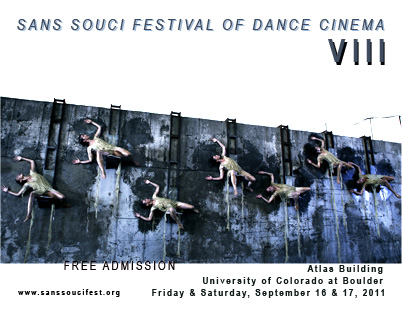 SANS SOUCI FESTIVAL OF DANCE CINEMA
VIII
FREE ADMISSION
Atlas Building
University of Colorado at Boulder
www.sanssoucifest.org
Friday & Saturday, September 16 & 17, 2011